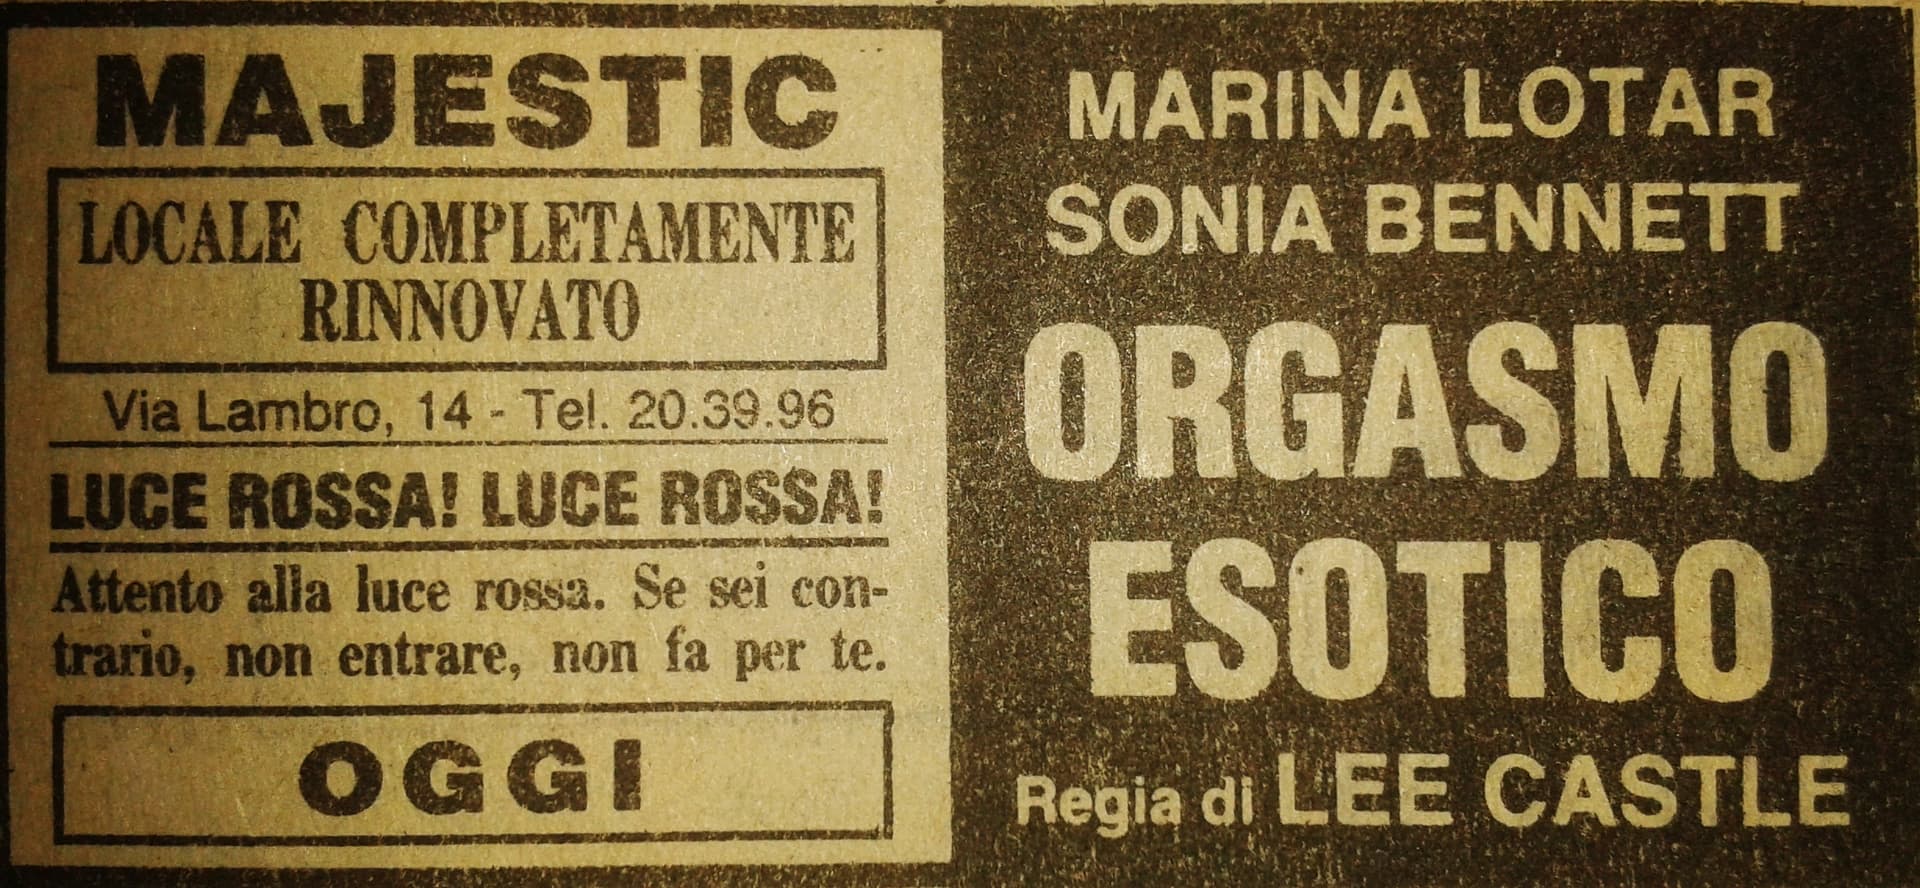 MAJESTIC
LOCALE COMPLETAMENTE
RINNOVATO
Via Lambro, 14 - Tel. 20.39.96
LUCE ROSSA! LUCE ROSSA!
Attento alla luce rossa. Se sei con-
trario, non entrare, non fa per te.
OGGI
MARINA LOTAR
SONIA BENNETT
ORGASMO
ESOTICO
Regia di LEE CASTLE